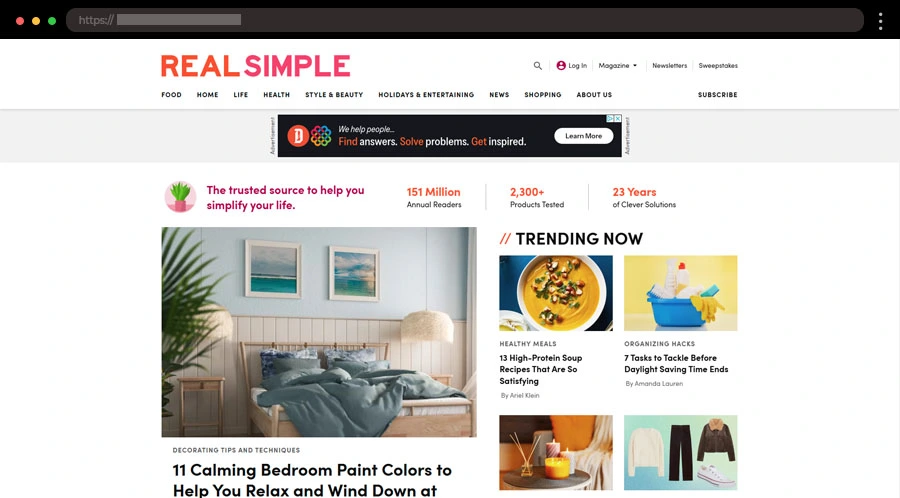 https://
REAL SIMPLE
Log In
Magazine
Newsletters
Sweepstakes
FOOD
HOME
LIFE
HEALTH
STYLE & BEAUTY
HOLIDAYS & ENTERTAINING
NEWS
SHOPPING
ABOUT US
SUBSCRIBE
Advertisement
We help people...
Find answers. Solve problems. Get inspired.
Learn More
Advertisement
The trusted source to help you
simplify your life.
151 Million
Annual Readers
2,300+
Products Tested
23 Years
of Clever Solutions
// TRENDING NOW
HEALTHY MEALS
13 High-Protein Soup
Recipes That Are So
Satisfying
By Ariel Klein
ORGANIZING HACKS
7 Tasks to Tackle Before
Daylight Saving Time Ends
By Amanda Lauren
DECORATING TIPS AND TECHNIQUES
11 Calming Bedroom Paint Colors to
Help You Relax and Wind Down at